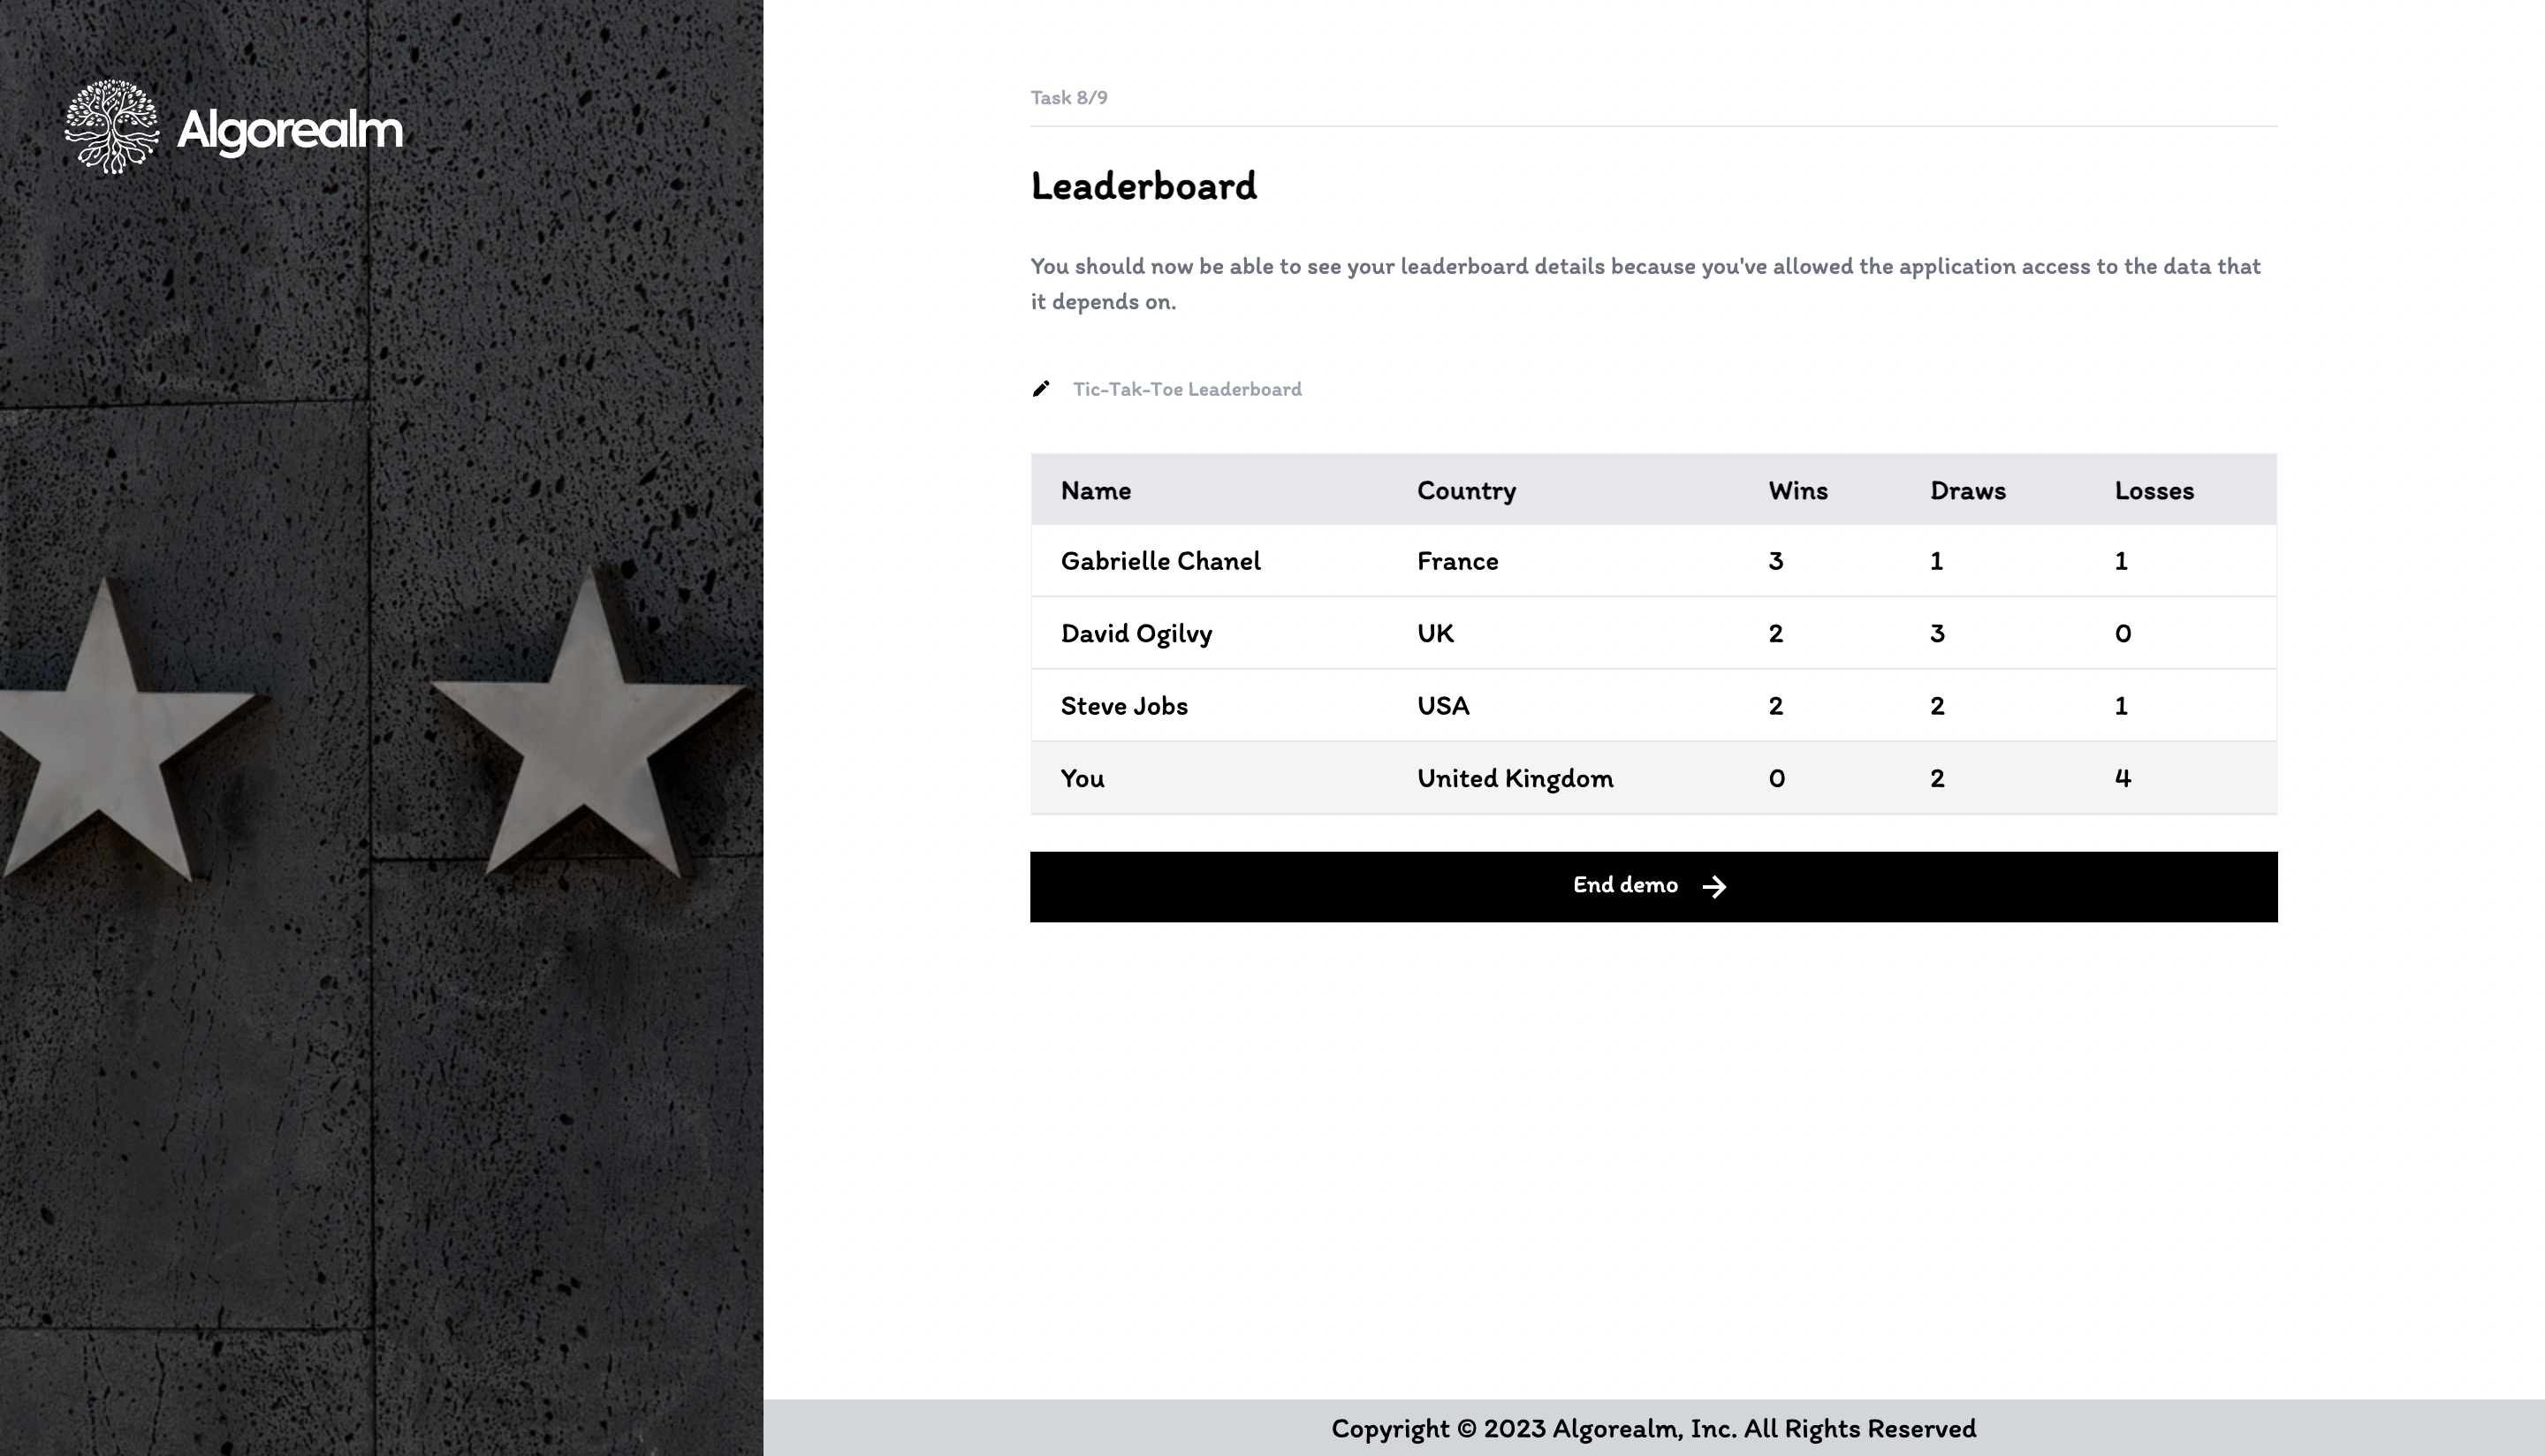 Algorealm
Task 8/9
Leaderboard
You should now be able to see your leaderboard details because you've allowed the application access to the data that
it depends on.
Tic-Tak-Toe Leaderboard
Name Country Wins Draws Losses
Gabrielle Chanel France 3 1 1
David Ogilvy UK 2 3 0
Steve Jobs USA 2 2 1
You United Kingdom 0 2 4
End demo
Copyright © 2023 Algorealm, Inc. All Rights Reserved